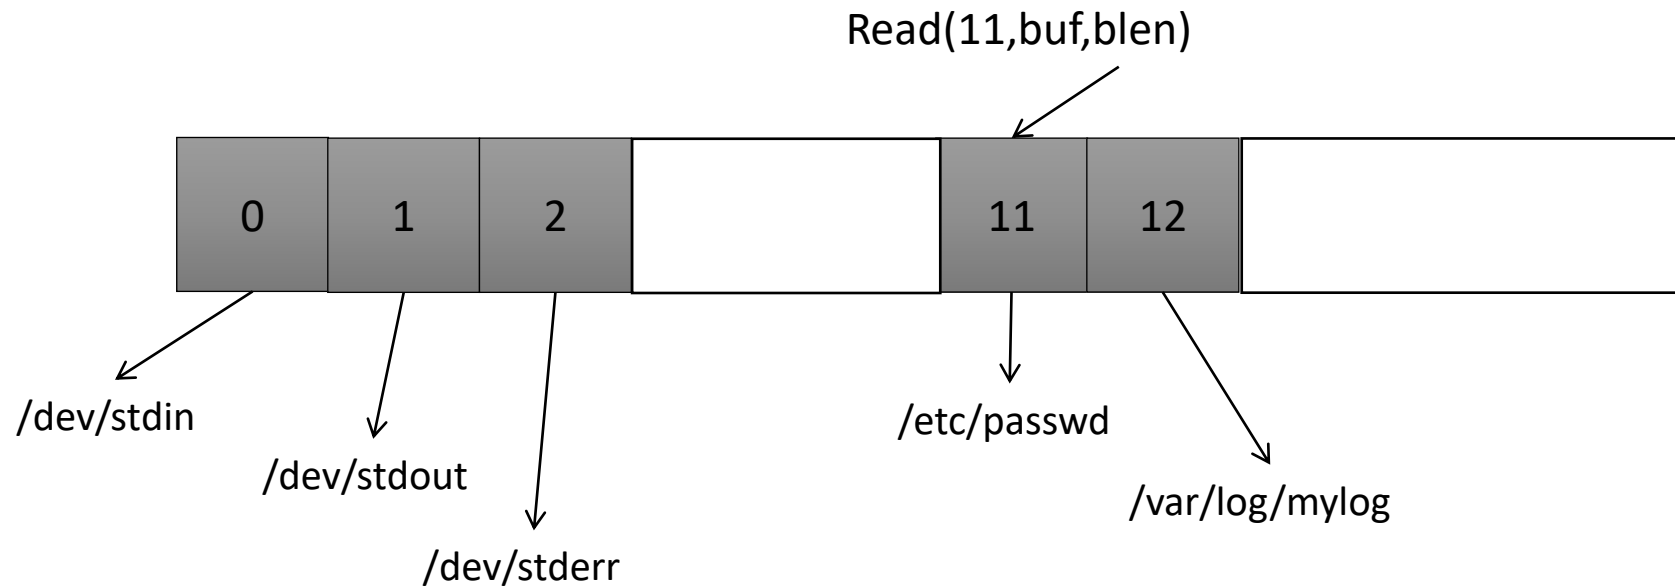 Read(11,buf,blen)
0
1
2
11
12
/dev/stdin
/etc/passwd
/dev/stdout
/var/log/mylog
/dev/stderr